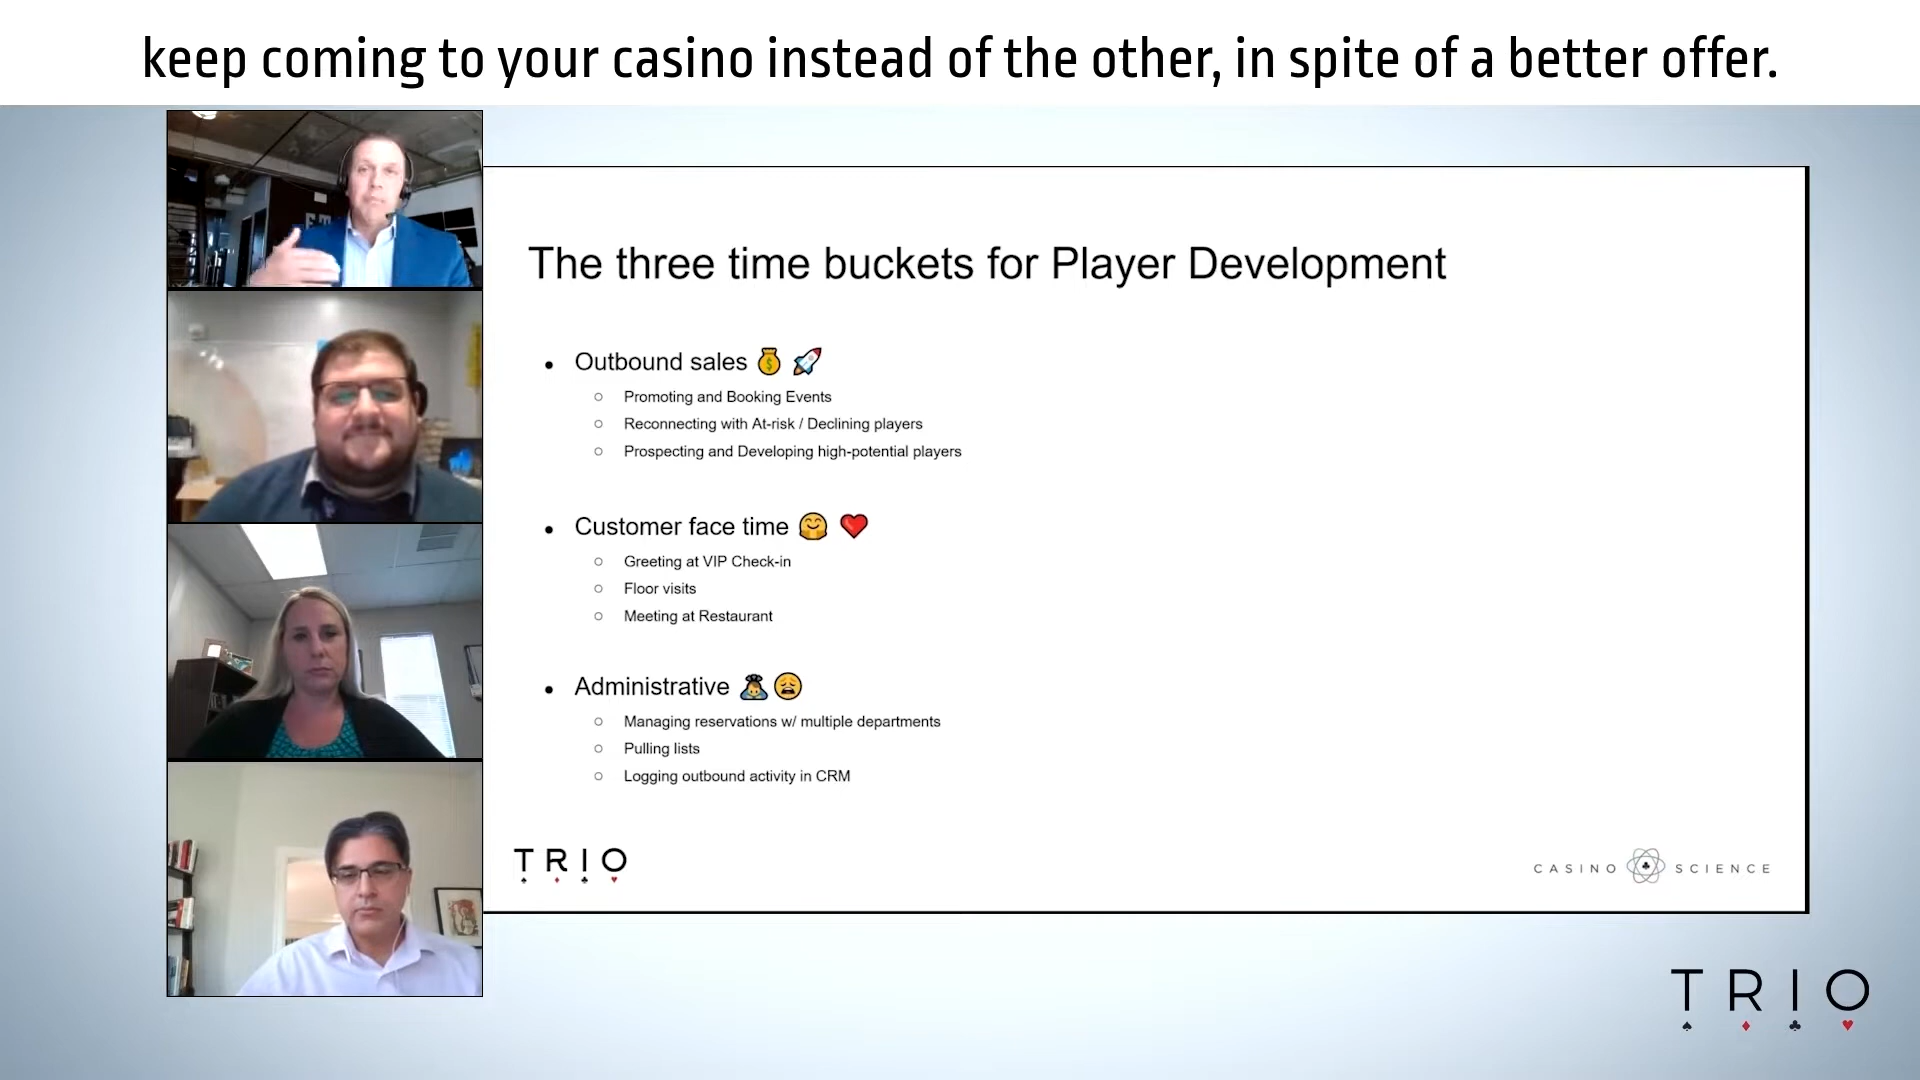 keep coming to your casino instead of the other, in spite of a better offer.
The three time buckets for Player Development
Outbound sales
Promoting and Booking Events
Reconnecting with At-risk / Declining players
Prospecting and Developing high-potential players
Customer face time
Greeting at VIP Check-in
Floor visits
Meeting at Restaurant
Administrative
Managing reservations w/ multiple departments
Pulling lists
Logging outbound activity in CRM
TRIO
CASINO SCIENCE
TRIO